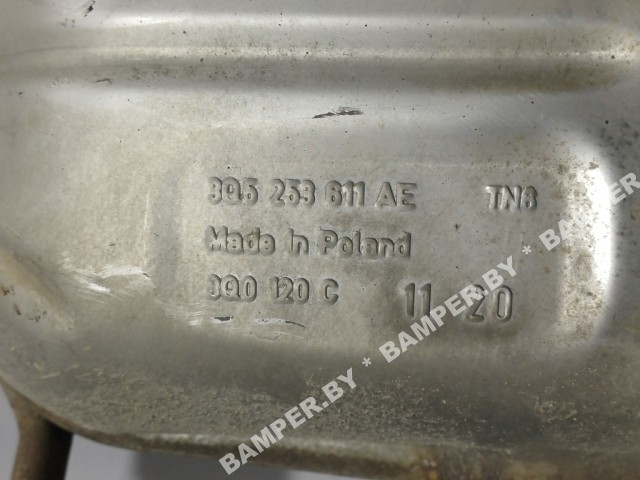 3Q5 253 611 AE TN8
Made in Poland
3Q0 120 C 11 20
BAMPER.BY * BAMPER.BY * BAMPER.BY * BAMPER.BY